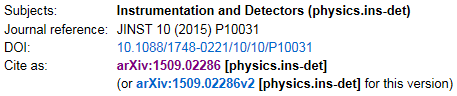 Subjects: Instrumentation and Detectors (physics.ins-det)
Journal reference: JINST 10 (2015) P10031
DOI: 10.1088/1748-0221/10/10/P10031
Cite as: arXiv:1509.02286 [physics.ins-det]
(or arXiv:1509.02286v2 [physics.ins-det] for this version)